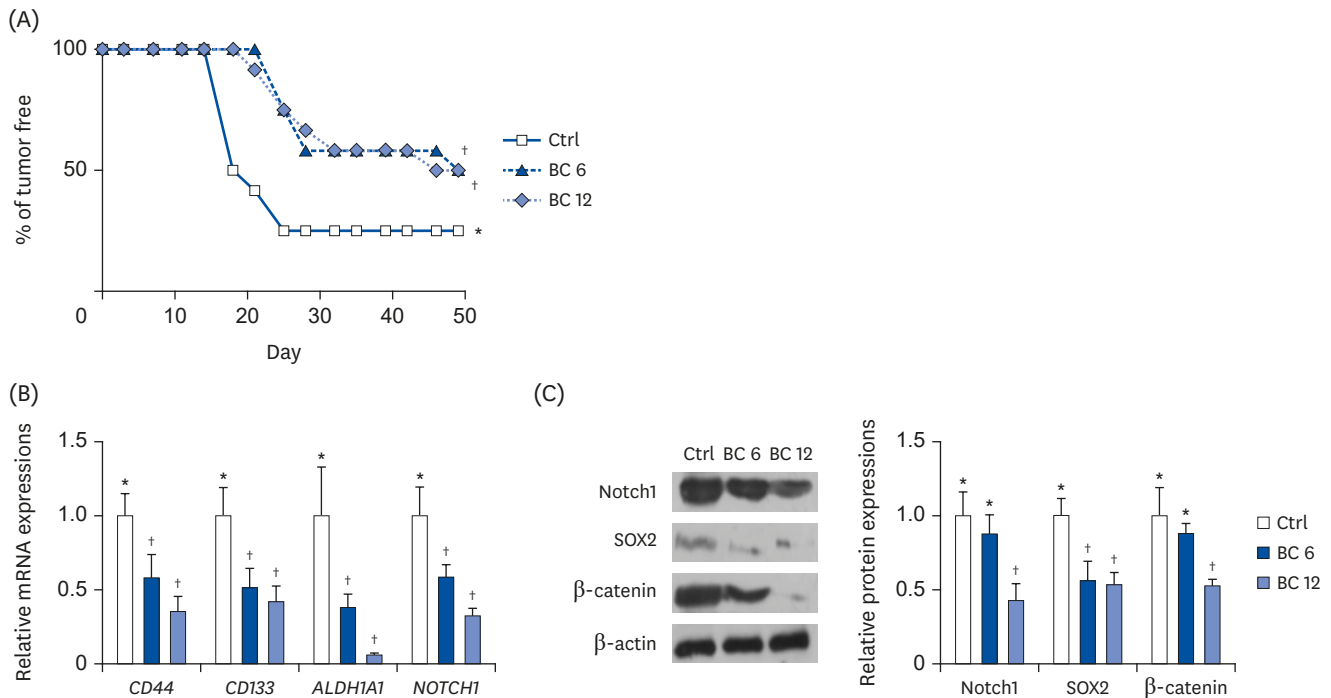 (A)
100
50
% of tumor free
0 10 20 30 40 50
Day
Ctrl
BC 6
BC 12
†
†
*
(B)
Relative mRNA expressions
1.5
1.0
0.5
0
* † †
* † †
* † †
* † †
CD44 CD133 ALDH1A1 NOTCH1
(C)
Ctrl BC 6 BC 12
Notch1
SOX2
β-catenin
β-actin
Relative protein expressions
1.5
1.0
0.5
0
* * †
* † †
* * †
Notch1 SOX2 β-catenin
Ctrl
BC 6
BC 12